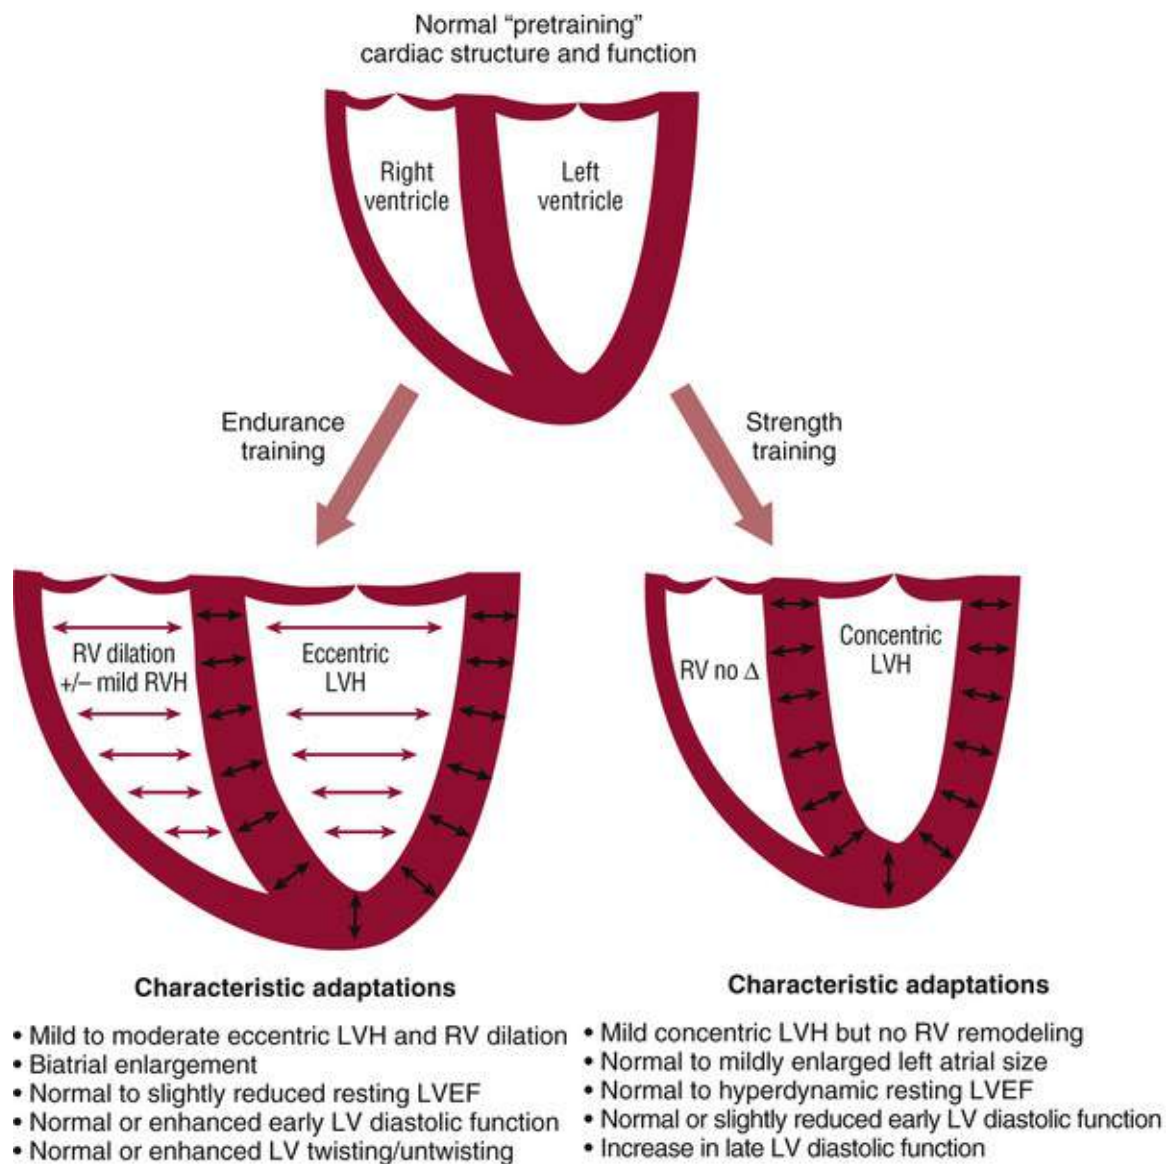 Normal “pretraining”
cardiac structure and function
Right
ventricle
Left
ventricle
Endurance
training
Strength
training
RV dilation
+/– mild RVH
Eccentric
LVH
RV no Δ
Concentric
LVH
Characteristic adaptations
• Mild to moderate eccentric LVH and RV dilation
• Biatrial enlargement
• Normal to slightly reduced resting LVEF
• Normal or enhanced early LV diastolic function
• Normal or enhanced LV twisting/untwisting
Characteristic adaptations
• Mild concentric LVH but no RV remodeling
• Normal to mildly enlarged left atrial size
• Normal to hyperdynamic resting LVEF
• Normal or slightly reduced early LV diastolic function
• Increase in late LV diastolic function